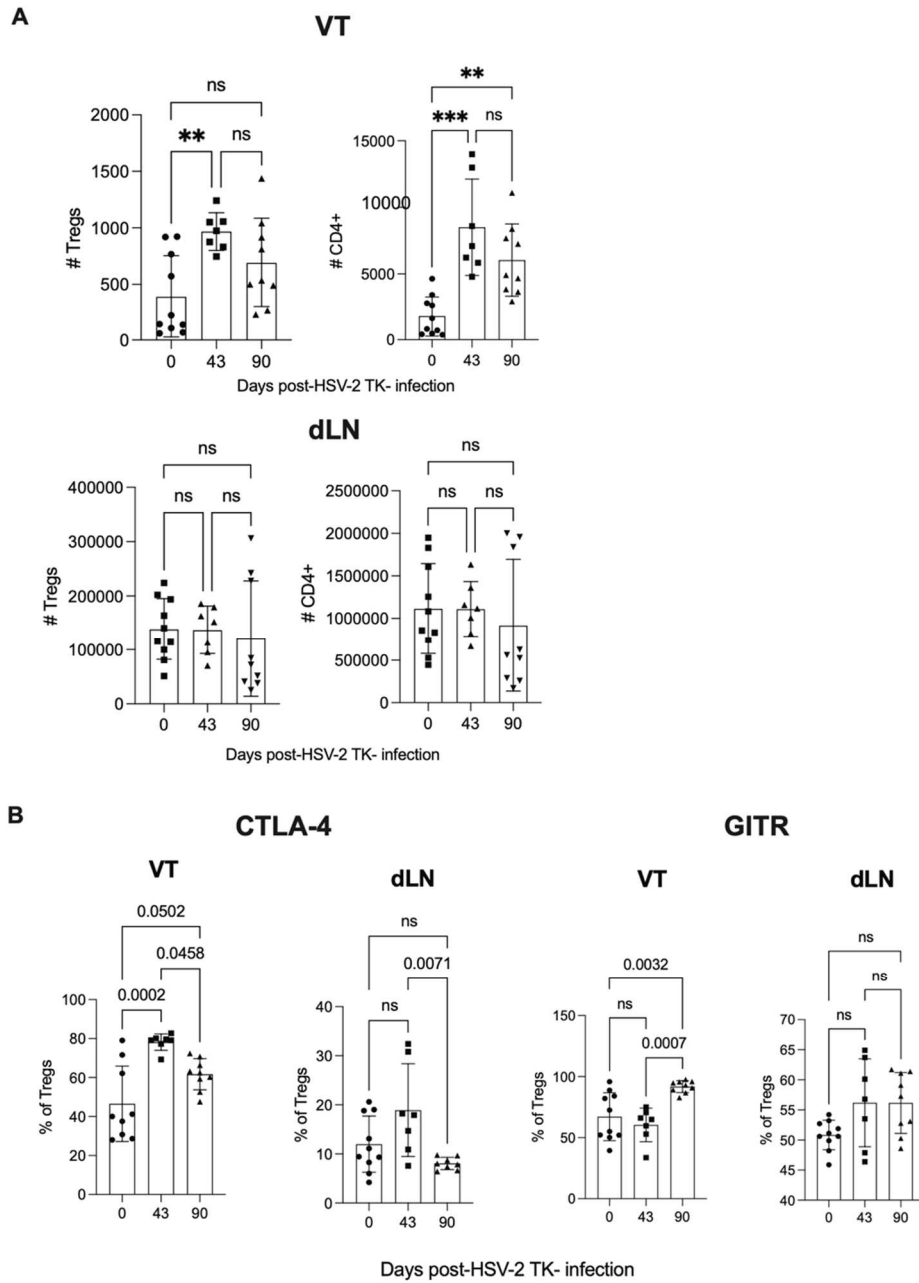 A
VT
ns
**
ns
2000
1500
1000
500
0
# Tregs
0 43 90
**
***
ns
15000
10000
5000
0
# CD4+
0 43 90
Days post-HSV-2 TK- infection
dLN
ns
ns ns
400000
300000
200000
100000
0
# Tregs
0 43 90
ns
ns ns
2500000
2000000
1500000
1000000
500000
0
# CD4+
0 43 90
Days post-HSV-2 TK- infection
B
CTLA-4
GITR
VT
0.0502
0.0458
0.0002
100
80
60
40
20
0
% of Tregs
0 43 90
dLN
ns
0.0071
ns
40
30
20
10
0
% of Tregs
0 43 90
VT
0.0032
ns
0.0007
150
100
50
0
% of Tregs
0 43 90
dLN
ns
ns
ns
70
65
60
55
50
45
40
% of Tregs
0 43 90
Days post-HSV-2 TK- infection